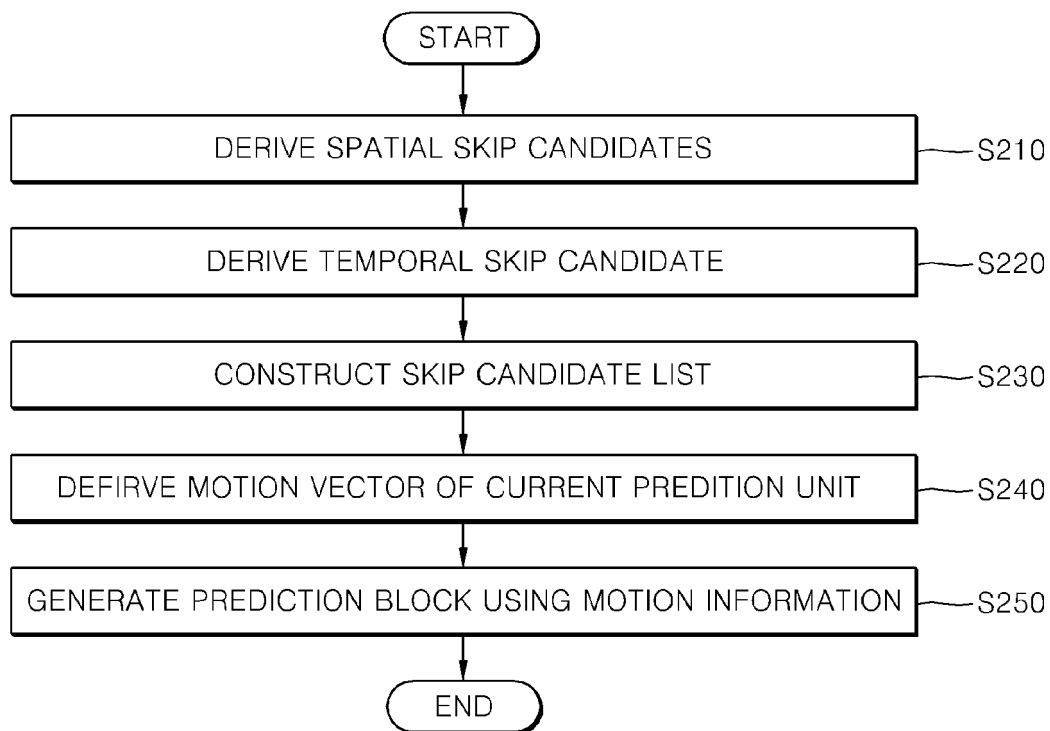 START
DERIVE SPATIAL SKIP CANDIDATES
S210
DERIVE TEMPORAL SKIP CANDIDATE
S220
CONSTRUCT SKIP CANDIDATE LIST
S230
DEFIRVE MOTION VECTOR OF CURRENT PREDITION UNIT
S240
GENERATE PREDICTION BLOCK USING MOTION INFORMATION
S250
END